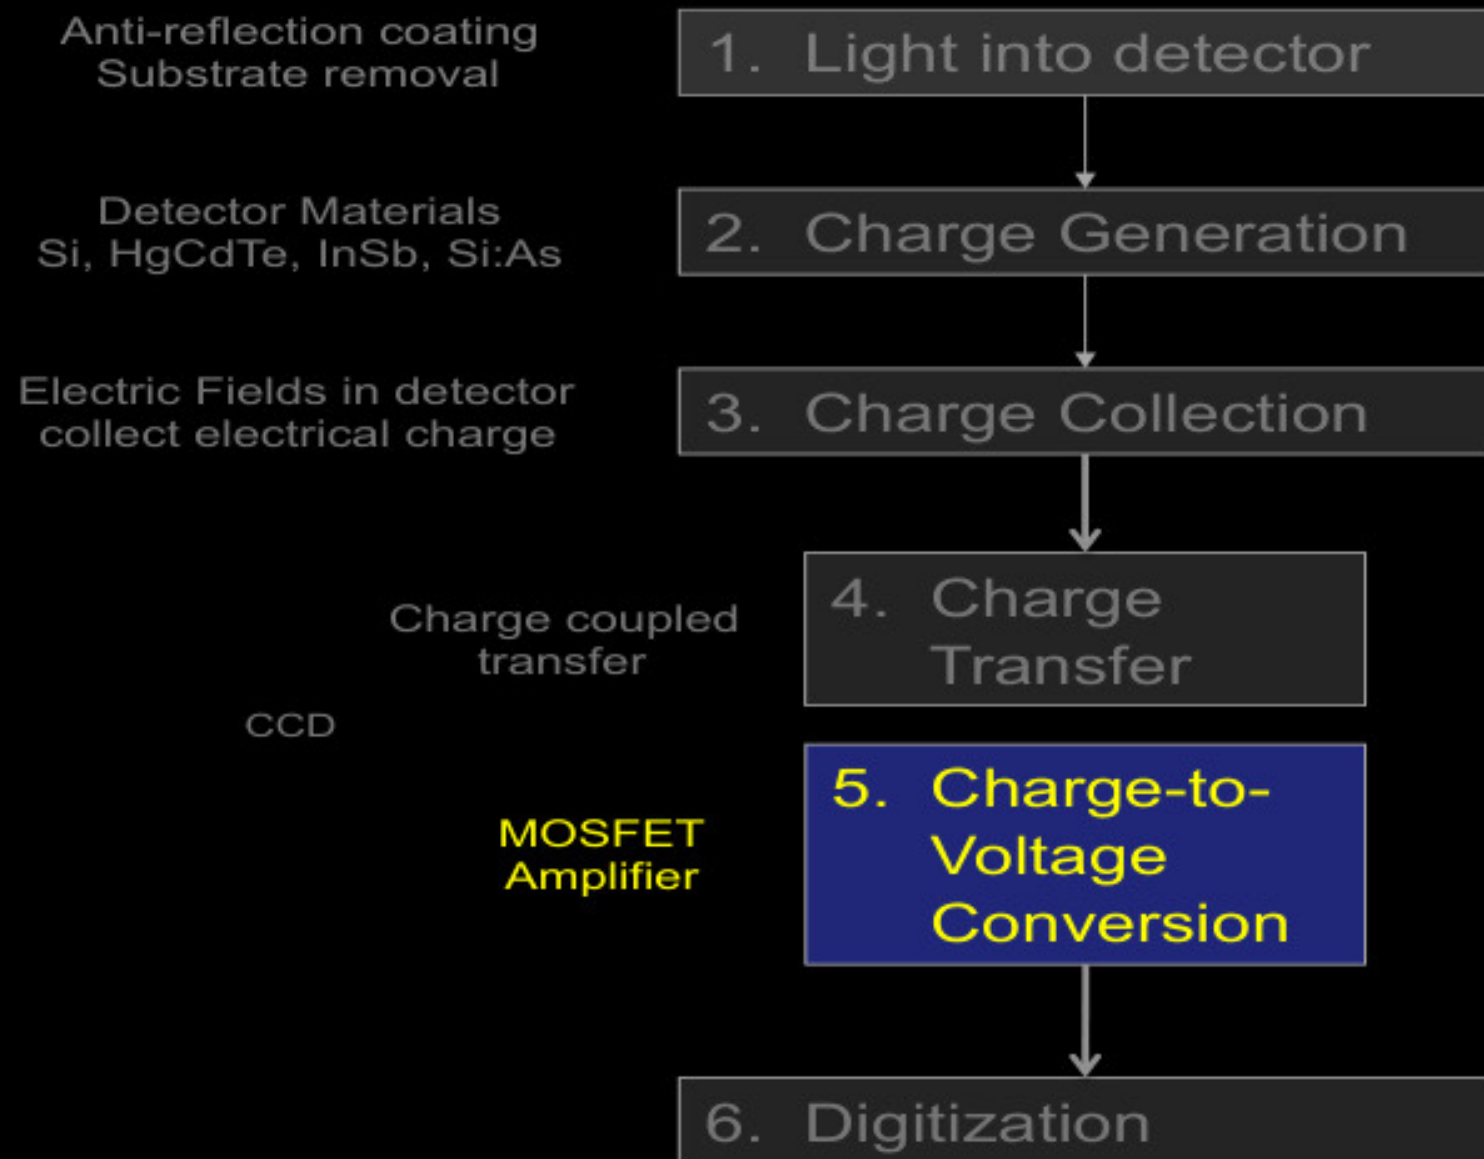 Anti-reflection coating
Substrate removal
1. Light into detector
Detector Materials
Si, HgCdTe, InSb, Si:As
2. Charge Generation
Electric Fields in detector
collect electrical charge
3. Charge Collection
Charge coupled
transfer
4. Charge
Transfer
CCD
MOSFET
Amplifier
5. Charge-to-
Voltage
Conversion
6. Digitization